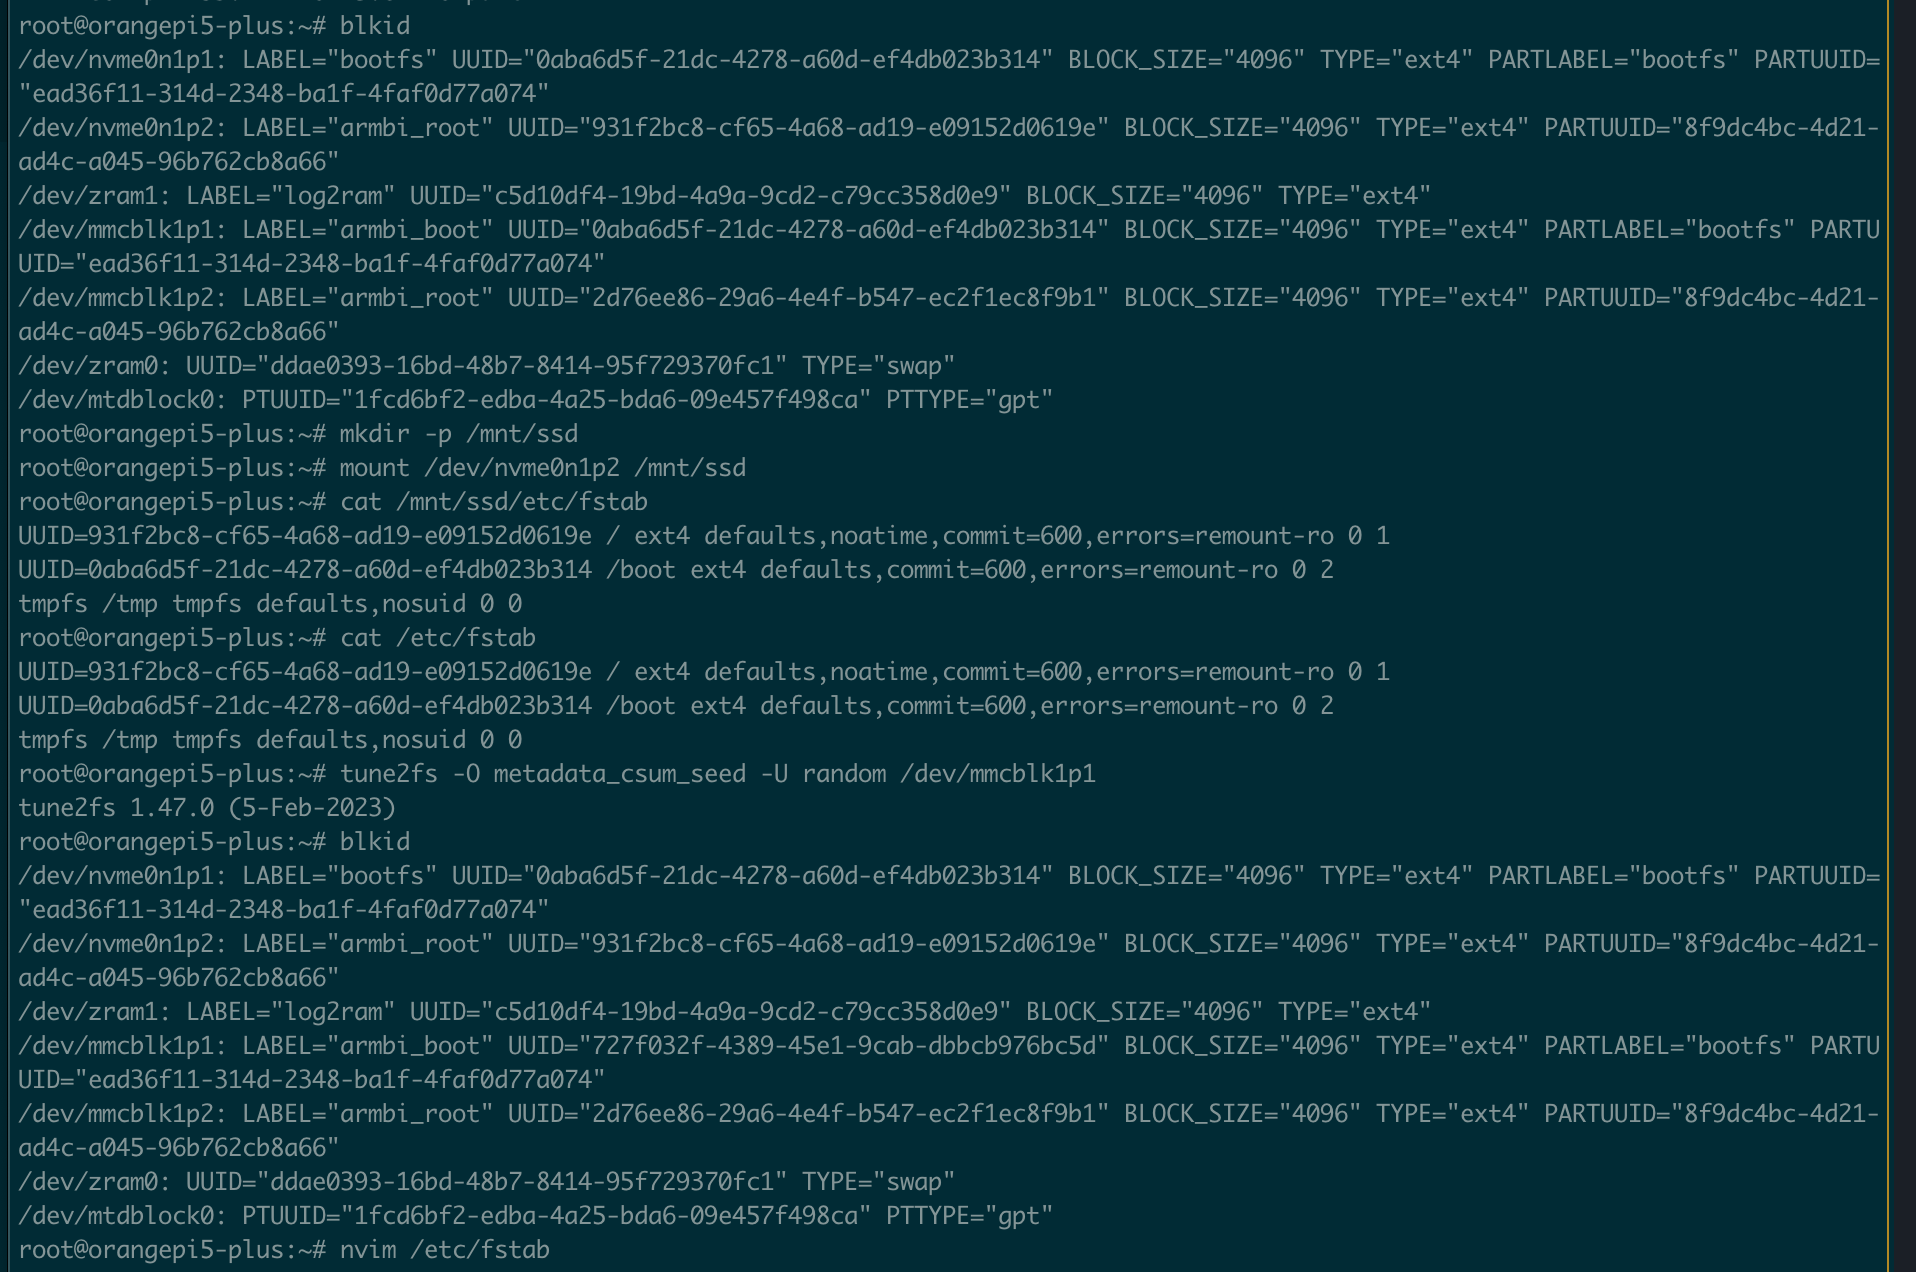 root@orangepi5-plus:~# blkid
/dev/nvme0n1p1: LABEL="bootfs" UUID="0aba6d5f-21dc-4278-a60d-ef4db023b314" BLOCK_SIZE="4096" TYPE="ext4" PARTLABEL="bootfs" PARTUUID=
"ead36f11-314d-2348-ba1f-4faf0d77a074"
/dev/nvme0n1p2: LABEL="armbi_root" UUID="931f2bc8-cf65-4a68-ad19-e09152d0619e" BLOCK_SIZE="4096" TYPE="ext4" PARTUUID="8f9dc4bc-4d21-
ad4c-a045-96b762cb8a66"
/dev/zram1: LABEL="log2ram" UUID="c5d10df4-19bd-4a9a-9cd2-c79cc358d0e9" BLOCK_SIZE="4096" TYPE="ext4"
/dev/mmcblk1p1: LABEL="armbi_boot" UUID="0aba6d5f-21dc-4278-a60d-ef4db023b314" BLOCK_SIZE="4096" TYPE="ext4" PARTLABEL="bootfs" PARTU
UID="ead36f11-314d-2348-ba1f-4faf0d77a074"
/dev/mmcblk1p2: LABEL="armbi_root" UUID="2d76ee86-29a6-4e4f-b547-ec2f1ec8f9b1" BLOCK_SIZE="4096" TYPE="ext4" PARTUUID="8f9dc4bc-4d21-
ad4c-a045-96b762cb8a66"
/dev/zram0: UUID="ddae0393-16bd-48b7-8414-95f729370fc1" TYPE="swap"
/dev/mtdblock0: PTUUID="1fcd6bf2-edba-4a25-bda6-09e457f498ca" PTTYPE="gpt"
root@orangepi5-plus:~# mkdir -p /mnt/ssd
root@orangepi5-plus:~# mount /dev/nvme0n1p2 /mnt/ssd
root@orangepi5-plus:~# cat /mnt/ssd/etc/fstab
UUID=931f2bc8-cf65-4a68-ad19-e09152d0619e / ext4 defaults,noatime,commit=600,errors=remount-ro 0 1
UUID=0aba6d5f-21dc-4278-a60d-ef4db023b314 /boot ext4 defaults,commit=600,errors=remount-ro 0 2
tmpfs /tmp tmpfs defaults,nosuid 0 0
root@orangepi5-plus:~# cat /etc/fstab
UUID=931f2bc8-cf65-4a68-ad19-e09152d0619e / ext4 defaults,noatime,commit=600,errors=remount-ro 0 1
UUID=0aba6d5f-21dc-4278-a60d-ef4db023b314 /boot ext4 defaults,commit=600,errors=remount-ro 0 2
tmpfs /tmp tmpfs defaults,nosuid 0 0
root@orangepi5-plus:~# tune2fs -O metadata_csum_seed -U random /dev/mmcblk1p1
tune2fs 1.47.0 (5-Feb-2023)
root@orangepi5-plus:~# blkid
/dev/nvme0n1p1: LABEL="bootfs" UUID="0aba6d5f-21dc-4278-a60d-ef4db023b314" BLOCK_SIZE="4096" TYPE="ext4" PARTLABEL="bootfs" PARTUUID=
"ead36f11-314d-2348-ba1f-4faf0d77a074"
/dev/nvme0n1p2: LABEL="armbi_root" UUID="931f2bc8-cf65-4a68-ad19-e09152d0619e" BLOCK_SIZE="4096" TYPE="ext4" PARTUUID="8f9dc4bc-4d21-
ad4c-a045-96b762cb8a66"
/dev/zram1: LABEL="log2ram" UUID="c5d10df4-19bd-4a9a-9cd2-c79cc358d0e9" BLOCK_SIZE="4096" TYPE="ext4"
/dev/mmcblk1p1: LABEL="armbi_boot" UUID="727f032f-4389-45e1-9cab-dbbcb976bc5d" BLOCK_SIZE="4096" TYPE="ext4" PARTLABEL="bootfs" PARTU
UID="ead36f11-314d-2348-ba1f-4faf0d77a074"
/dev/mmcblk1p2: LABEL="armbi_root" UUID="2d76ee86-29a6-4e4f-b547-ec2f1ec8f9b1" BLOCK_SIZE="4096" TYPE="ext4" PARTUUID="8f9dc4bc-4d21-
ad4c-a045-96b762cb8a66"
/dev/zram0: UUID="ddae0393-16bd-48b7-8414-95f729370fc1" TYPE="swap"
/dev/mtdblock0: PTUUID="1fcd6bf2-edba-4a25-bda6-09e457f498ca" PTTYPE="gpt"
root@orangepi5-plus:~# nvim /etc/fstab